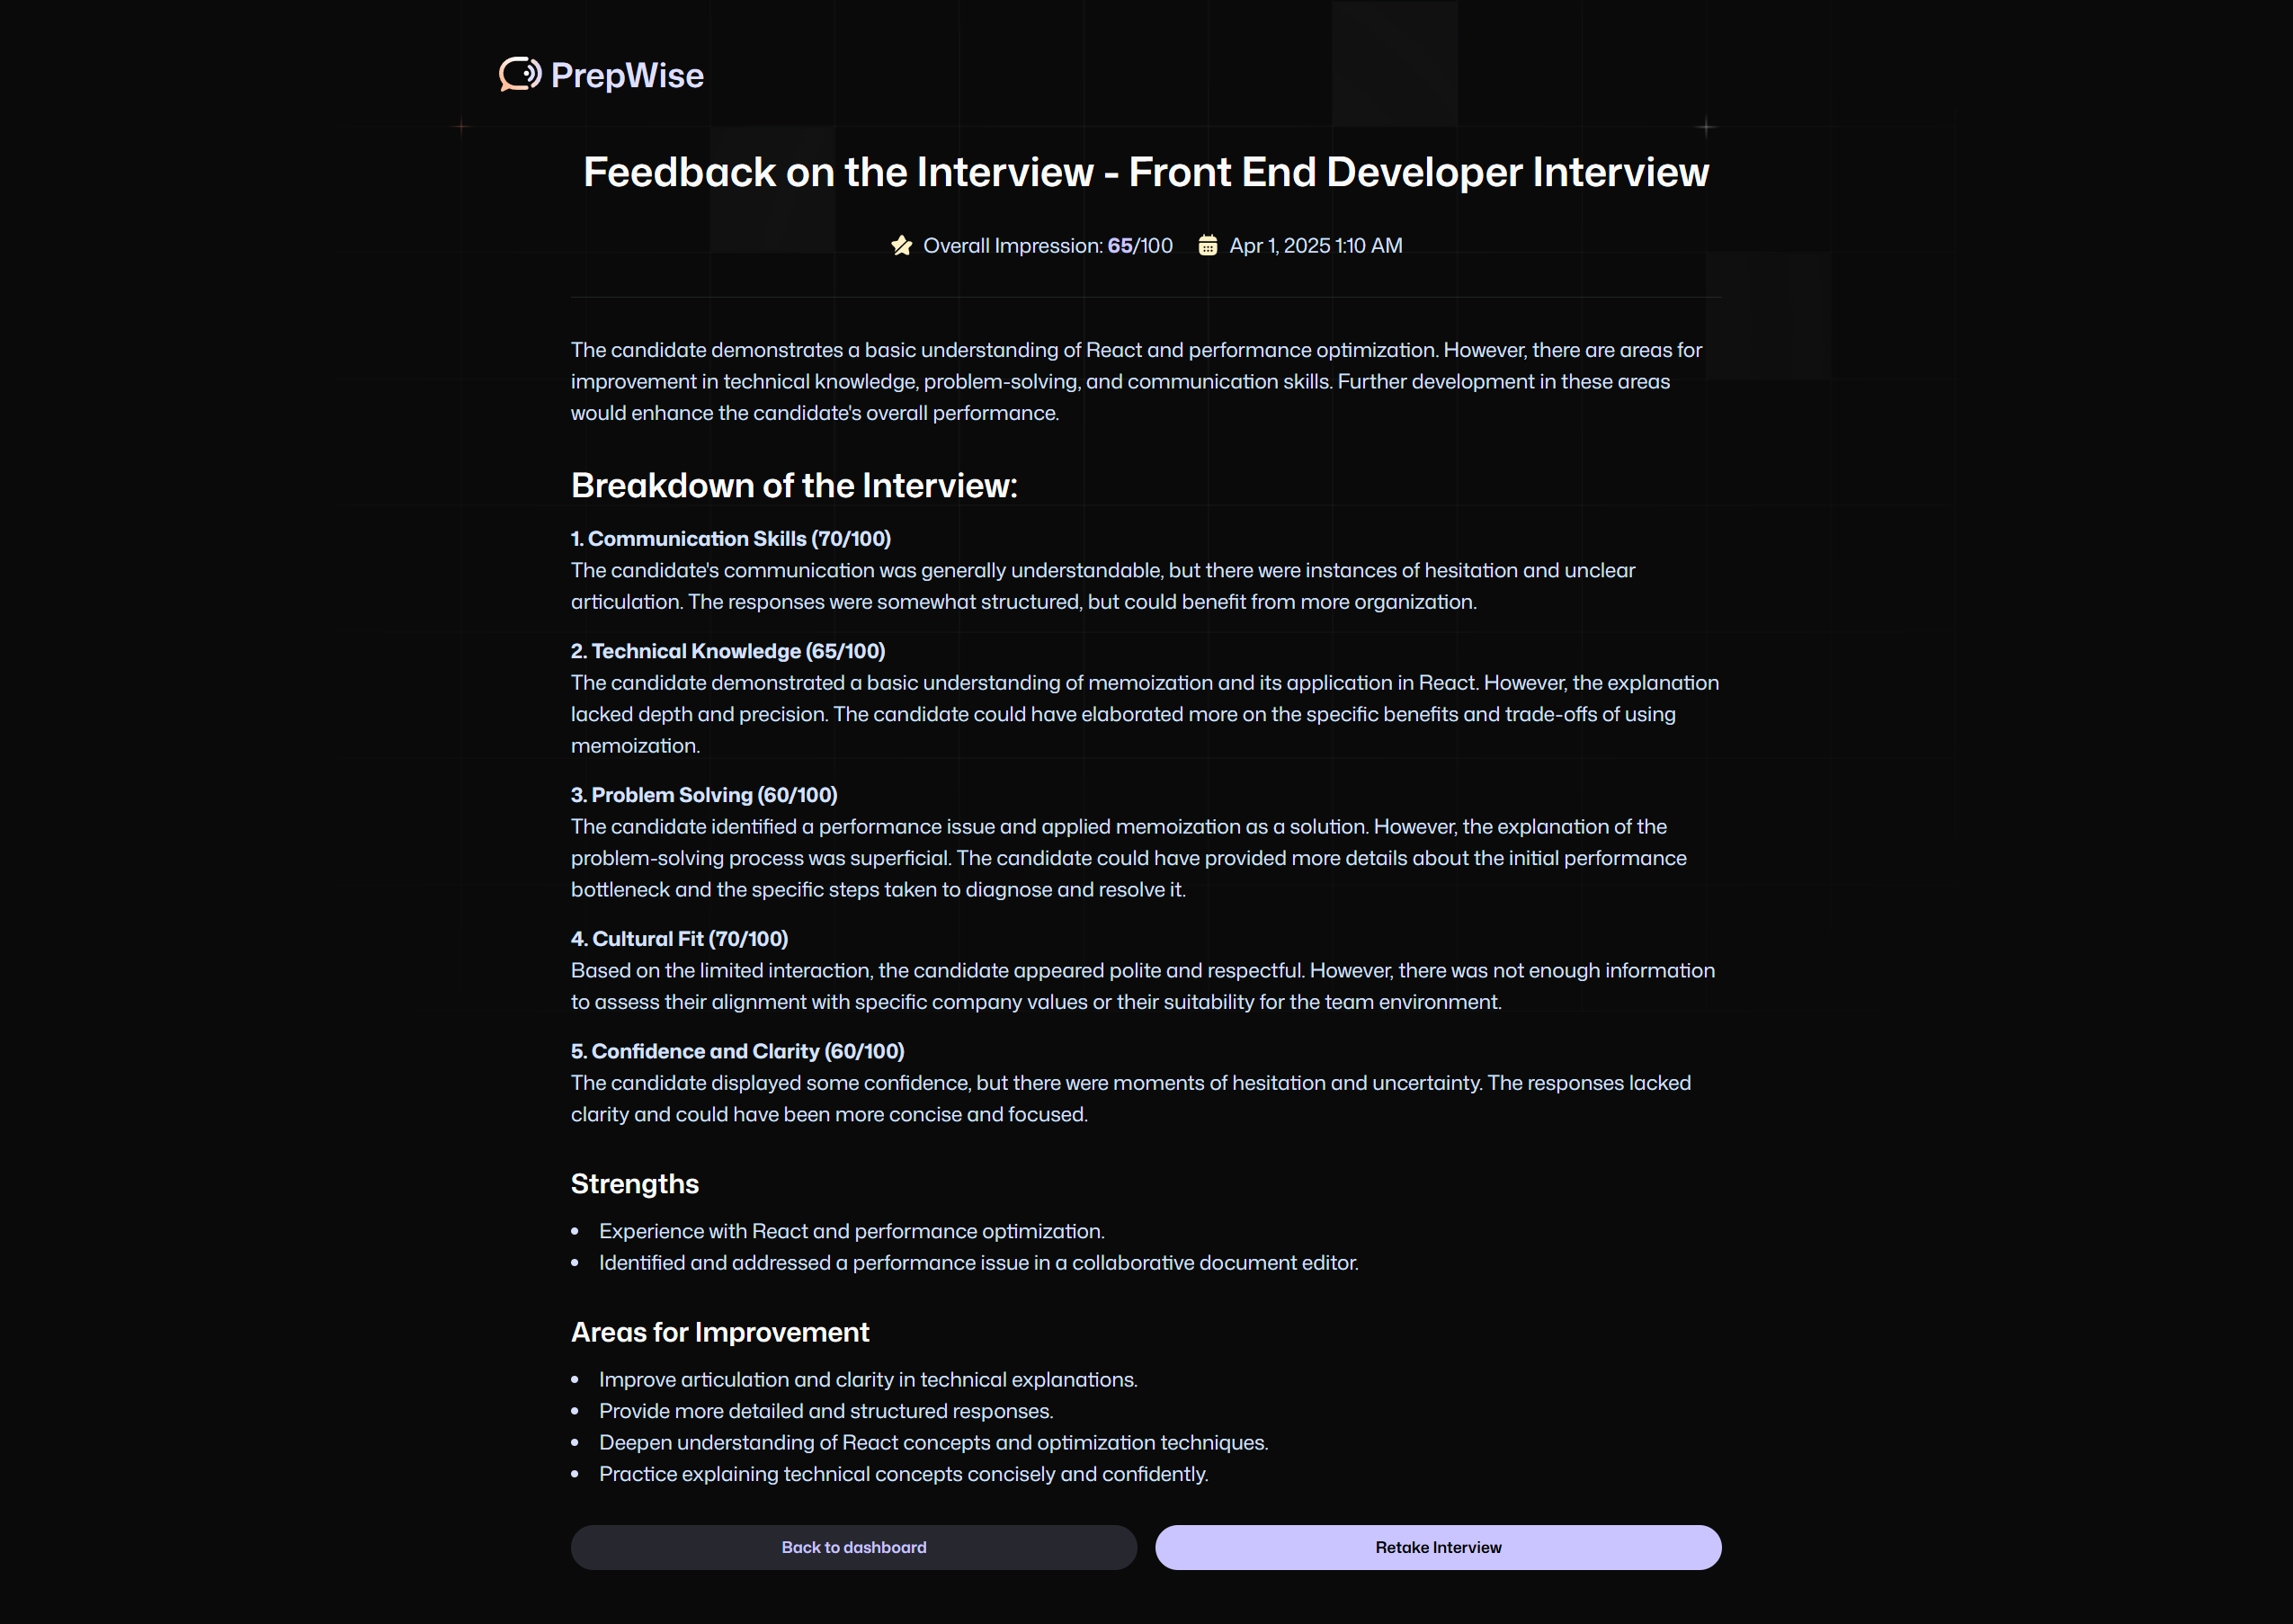 PrepWise
Feedback on the Interview - Front End Developer Interview
Overall Impression: 65/100 Apr 1, 2025 1:10 AM
The candidate demonstrates a basic understanding of React and performance optimization. However, there are areas for
improvement in technical knowledge, problem-solving, and communication skills. Further development in these areas
would enhance the candidate's overall performance.
Breakdown of the Interview:
1. Communication Skills (70/100)
The candidate's communication was generally understandable, but there were instances of hesitation and unclear
articulation. The responses were somewhat structured, but could benefit from more organization.
2. Technical Knowledge (65/100)
The candidate demonstrated a basic understanding of memoization and its application in React. However, the explanation
lacked depth and precision. The candidate could have elaborated more on the specific benefits and trade-offs of using
memoization.
3. Problem Solving (60/100)
The candidate identified a performance issue and applied memoization as a solution. However, the explanation of the
problem-solving process was superficial. The candidate could have provided more details about the initial performance
bottleneck and the specific steps taken to diagnose and resolve it.
4. Cultural Fit (70/100)
Based on the limited interaction, the candidate appeared polite and respectful. However, there was not enough information
to assess their alignment with specific company values or their suitability for the team environment.
5. Confidence and Clarity (60/100)
The candidate displayed some confidence, but there were moments of hesitation and uncertainty. The responses lacked
clarity and could have been more concise and focused.
Strengths
• Experience with React and performance optimization.
• Identified and addressed a performance issue in a collaborative document editor.
Areas for Improvement
• Improve articulation and clarity in technical explanations.
• Provide more detailed and structured responses.
• Deepen understanding of React concepts and optimization techniques.
• Practice explaining technical concepts concisely and confidently.
Back to dashboard Retake Interview